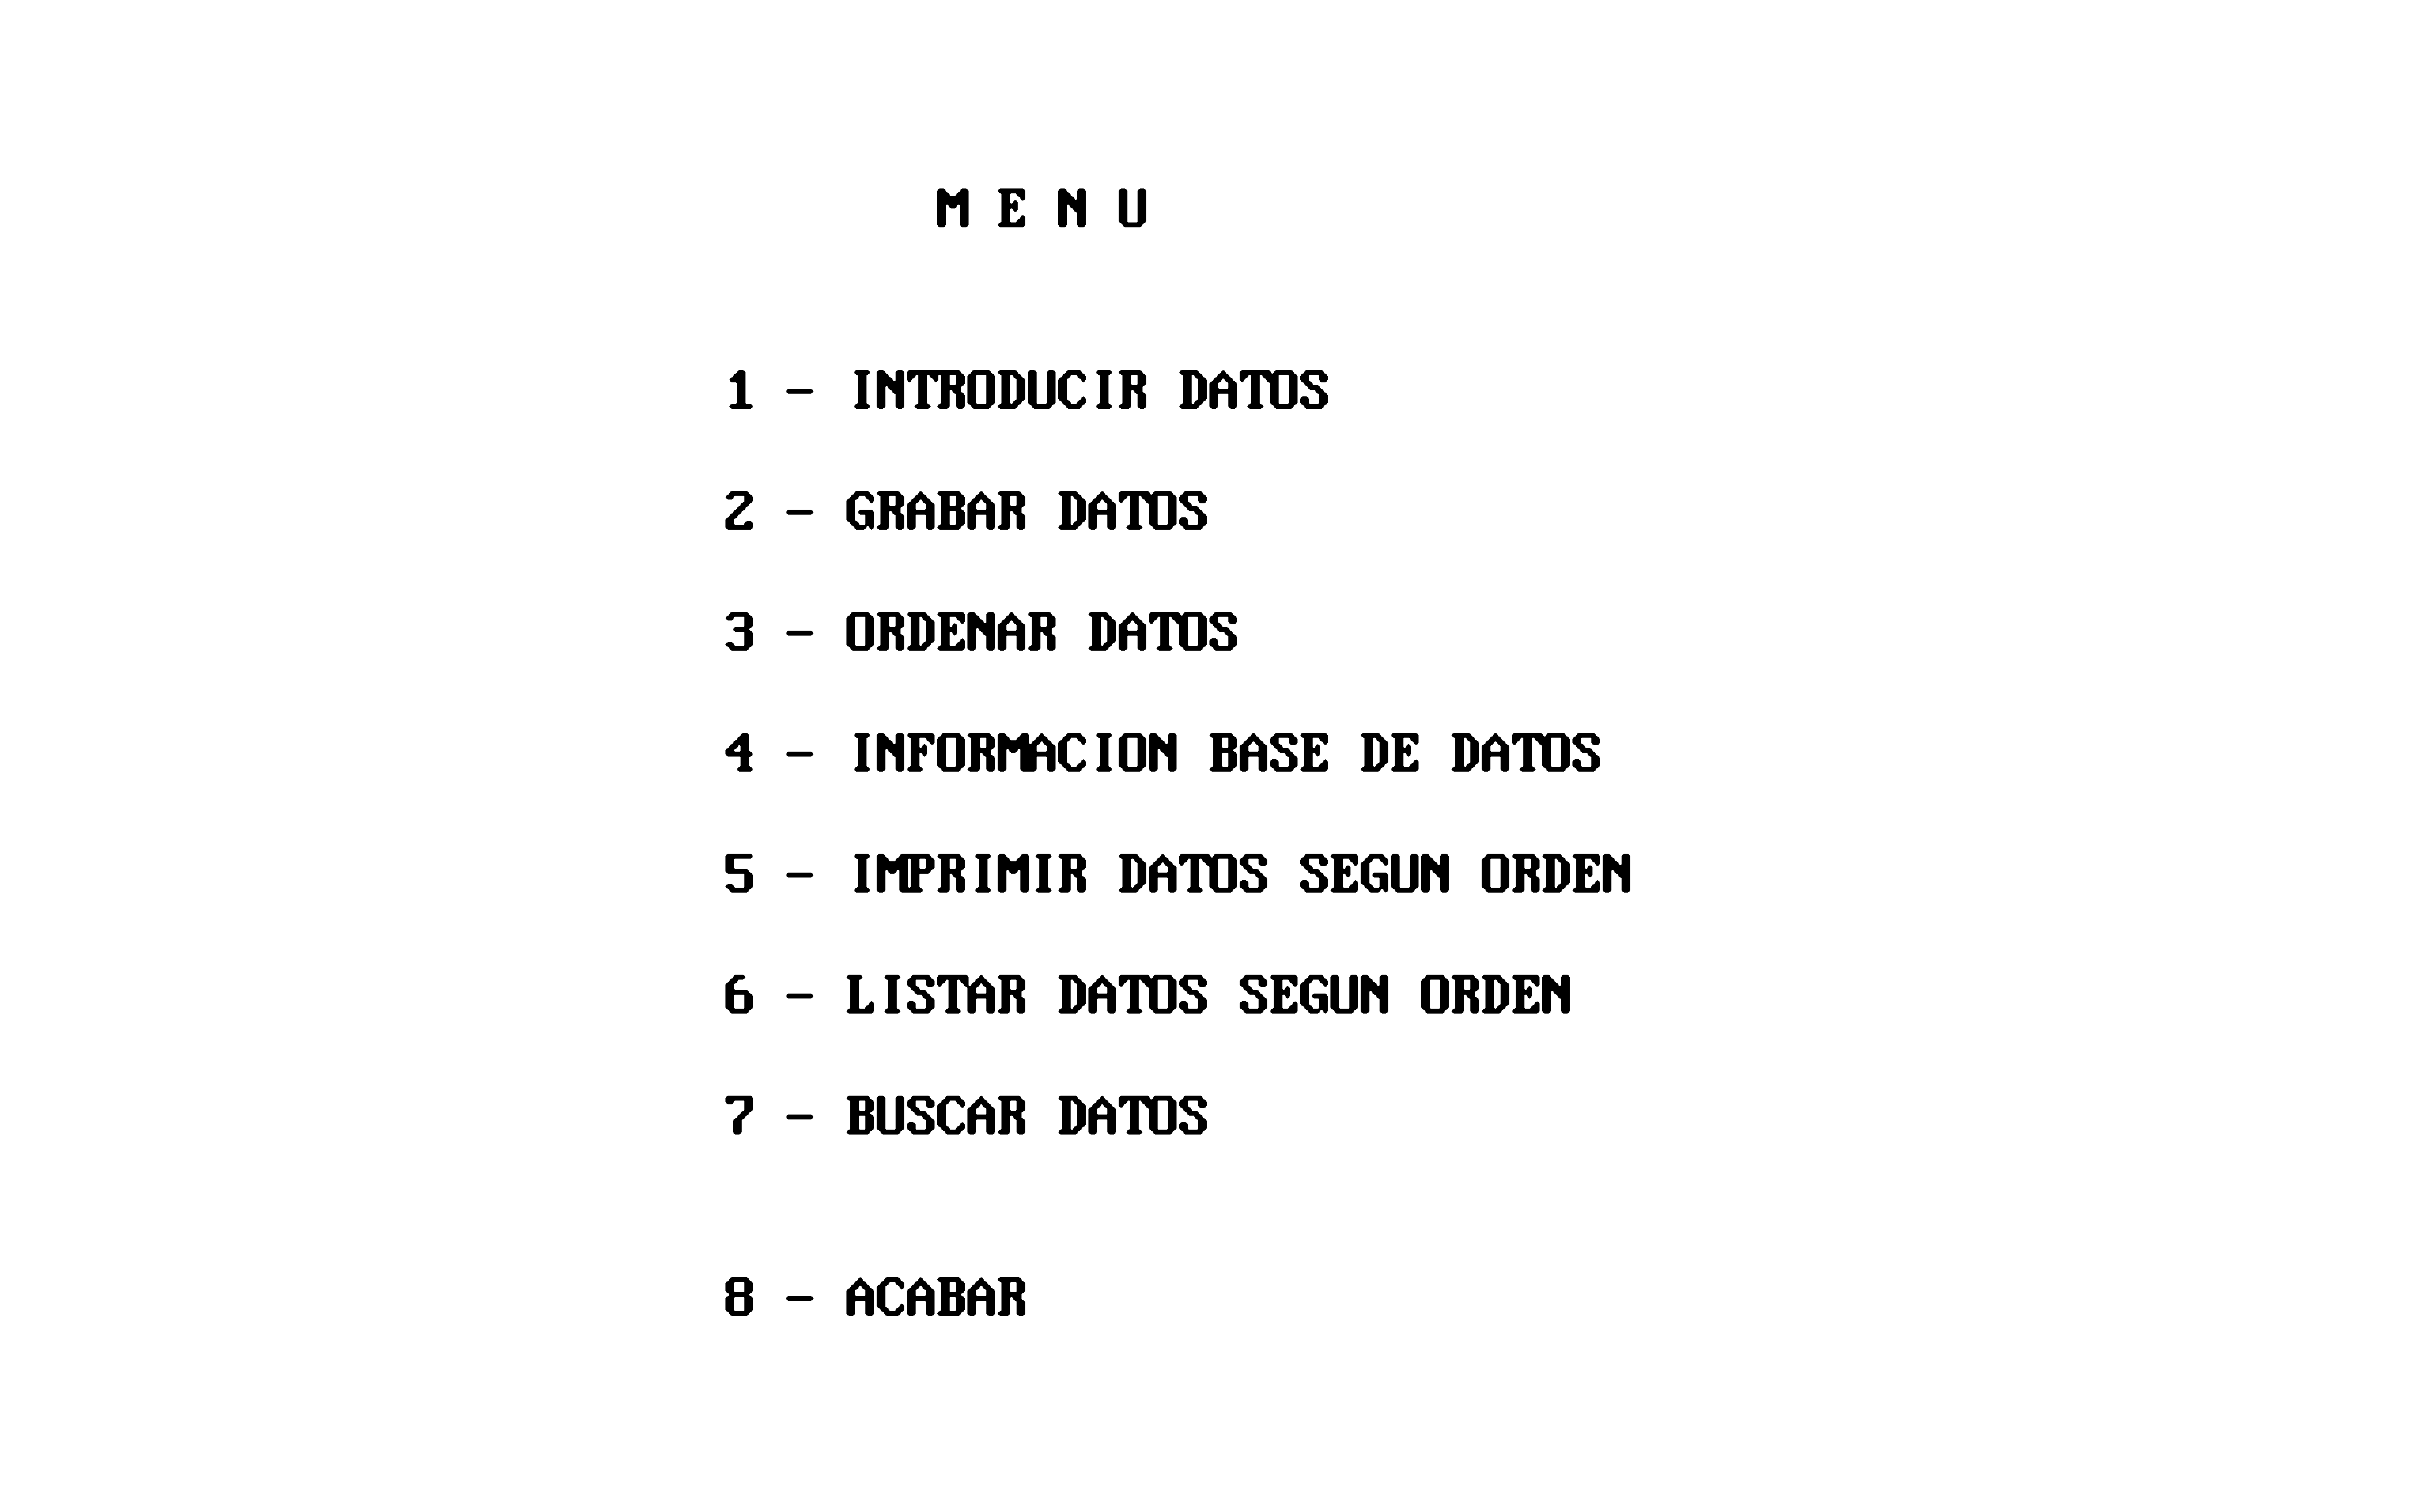 M E N U
1 - INTRODUCIR DATOS
2 - GRABAR DATOS
3 - ORDENAR DATOS
4 - INFORMACION BASE DE DATOS
5 - IMPRIMIR DATOS SEGUN ORDEN
6 - LISTAR DATOS SEGUN ORDEN
7 - BUSCAR DATOS
8 - ACABAR